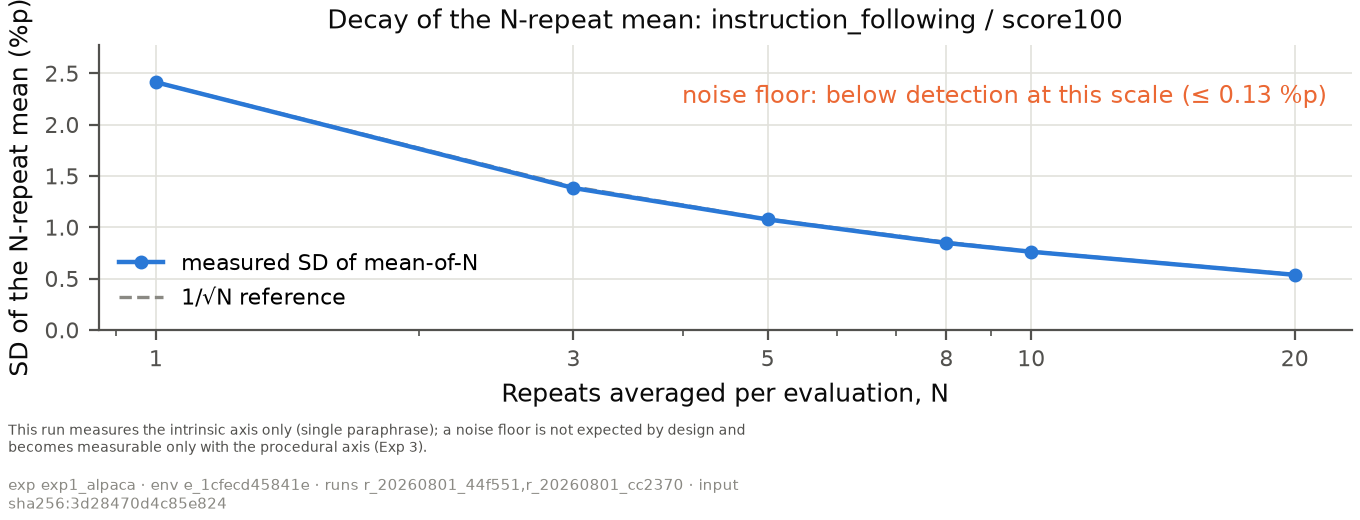 Decay of the N-repeat mean: instruction_following / score100
SD of the N-repeat mean (%p)
2.5
2.0
1.5
1.0
0.5
0.0
noise floor: below detection at this scale (≤ 0.13 %p)
measured SD of mean-of-N
1/√N reference
1
3
5
8
10
20
Repeats averaged per evaluation, N
This run measures the intrinsic axis only (single paraphrase); a noise floor is not expected by design and
becomes measurable only with the procedural axis (Exp 3).
exp exp1_alpaca · env e_1cfecd45841e · runs r_20260801_44f551,r_20260801_cc2370 · input
sha256:3d28470d4c85e824